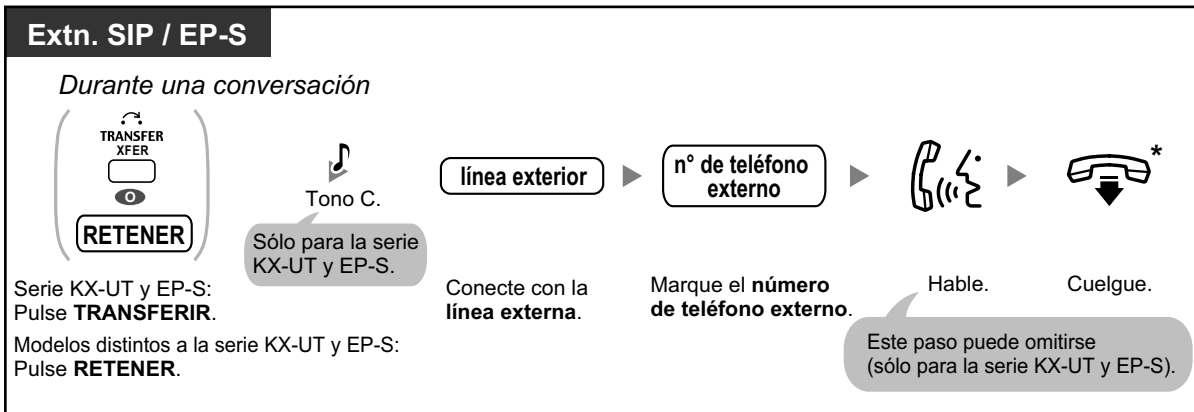 Extn. SIP / EP-S
Durante una conversación
TRANSFER
XFER
O
RETENER
Serie KX-UT y EP-S:
Pulse TRANSFERIR.
Modelos distintos a la serie KX-UT y EP-S:
Pulse RETENER.
Tono C.
Sólo para la serie
KX-UT y EP-S.
línea exterior
Conecte con la
línea externa.
n° de teléfono
externo
Marque el número
de teléfono externo.
Hable.
Este paso puede omitirse
(sólo para la serie KX-UT y EP-S).
*
Cuelgue.